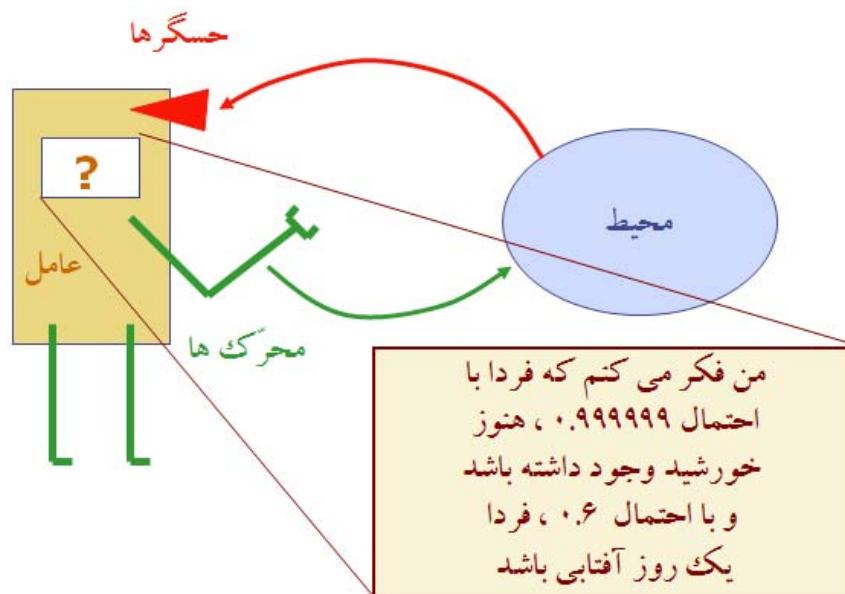 حسگرها
?
محیط
عامل
محرّک ها
من فکر می کنم که فردا با
احتمال ۰.۹۹۹۹۹۹ ، هنوز
خورشید وجود داشته باشد
و با احتمال ۰.۶ ، فردا
یک روز آفتابی باشد